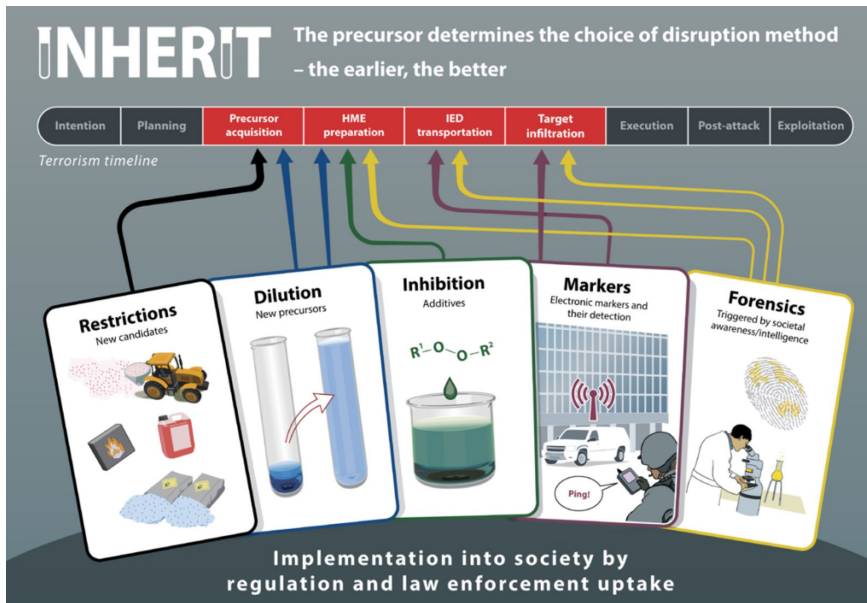 INHERIT
The precursor determines the choice of disruption method
– the earlier, the better
Intention
Planning
Precursor
acquisition
HME
preparation
IED
transportation
Target
infiltration
Execution
Post-attack
Exploitation
Terrorism timeline
Restrictions
New candidates
Dilution
New precursors
Inhibition
Additives
R¹–O–O–R²
Markers
Electronic markers and
their detection
Ping!
Forensics
Triggered by societal
awareness/intelligence
Implementation into society by
regulation and law enforcement uptake